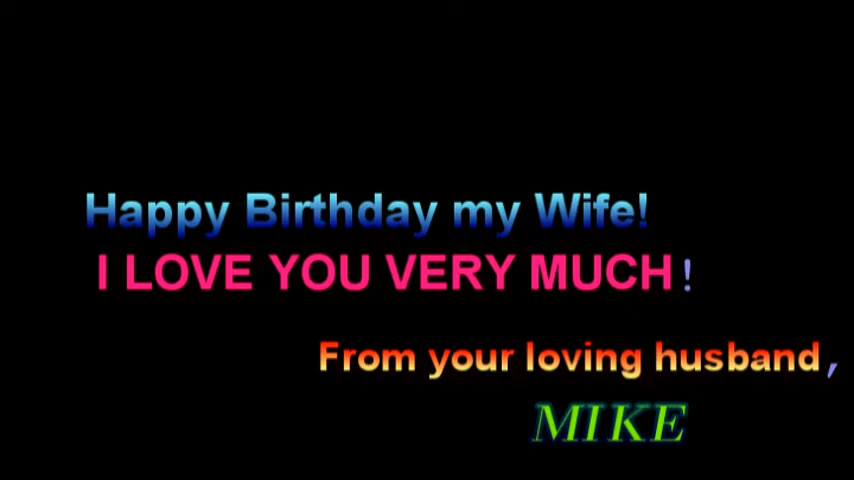 Happy Birthday my Wife!
I LOVE YOU VERY MUCH!
From your loving husband,
MIKE